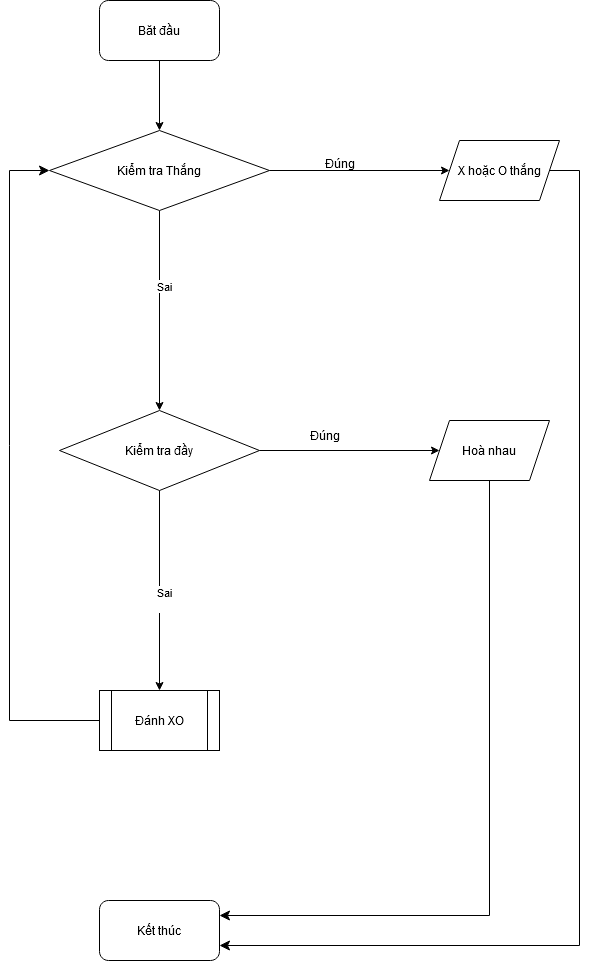 Băt đầu
Kiểm tra Thắng
Đúng
X hoặc O thắng
Sai
Kiểm tra đầy
Đúng
Hoà nhau
Sai
Đánh XO
Kết thúc